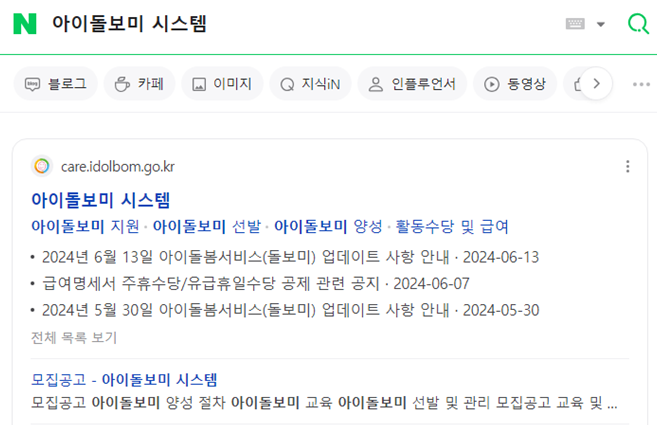 N 아이돌보미 시스템
블로그 카페 이미지 지식iN 인플루언서 동영상
care.idolbom.go.kr
아이돌보미 시스템
아이돌보미 지원 · 아이돌보미 선발 · 아이돌보미 양성 · 활동수당 및 급여
• 2024년 6월 13일 아이돌봄서비스(돌보미) 업데이트 사항 안내 · 2024-06-13
• 급여명세서 주휴수당/유급휴일수당 공제 관련 공지 · 2024-06-07
• 2024년 5월 30일 아이돌봄서비스(돌보미) 업데이트 사항 안내 · 2024-05-30
전체 목록 보기
모집공고 - 아이돌보미 시스템
모집공고 아이돌보미 양성 절차 아이돌보미 교육 아이돌보미 선발 및 관리 모집공고 교육 및 ...